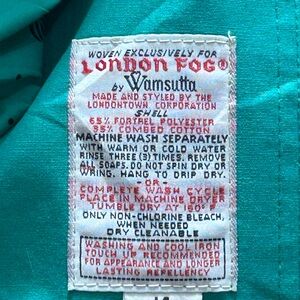 WOVEN EXCLUSIVELY FOR
LONDON FOG®
by Wamsutta
MADE AND STYLED BY THE
LONDONTOWN CORPORATION
SHELL
65% FORTREL POLYESTER
35% COMBED COTTON
MACHINE WASH SEPARATELY
WITH WARM OR COLD WATER
RINSE THREE (3) TIMES. REMOVE
ALL SOAPS. DO NOT SPIN DRY OR
WRING. HANG TO DRIP DRY.
-OR-
COMPLETE WASH CYCLE
PLACE IN MACHINE DRYER
TUMBLE DRY AT 160° F
ONLY NON-CHLORINE BLEACH,
WHEN NEEDED
DRY CLEANABLE
WASHING AND COOL IRON
TOUCH UP RECOMMENDED
FOR APPEARANCE AND LONGER
LASTING REPELLENCY